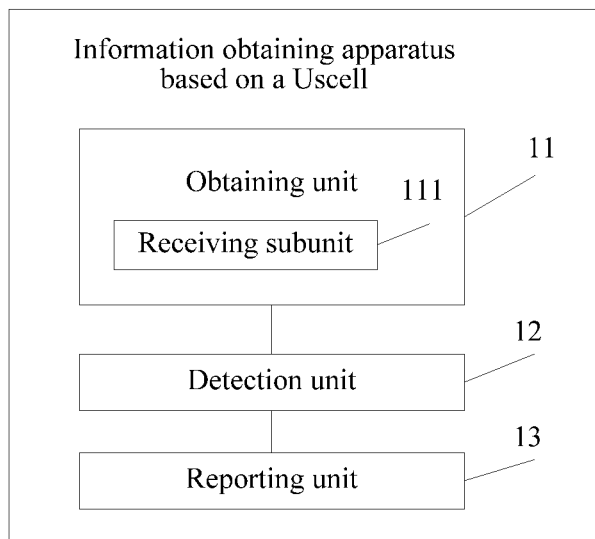 Information obtaining apparatus
based on a Uscell
11
Obtaining unit
111
Receiving subunit
12
Detection unit
13
Reporting unit